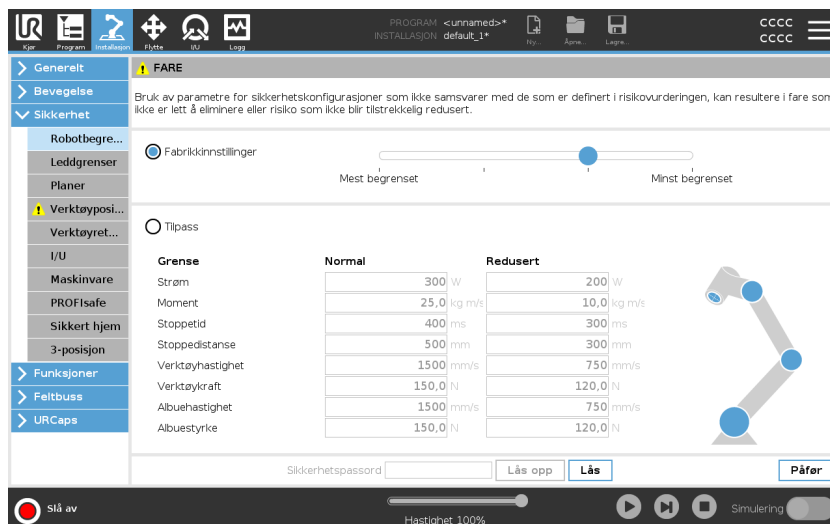 PROGRAM <unnamed>*
INSTALLASJON default_1*
CCCC
CCCC
Kjør Program Installasjon Flytte I/U Logg Ny... Åpne... Lagre...
Generelt
Bevegelse
Sikkerhet
Robotbegre...
Leddgrenser
Planer
Verktøyposi...
Verktøyret...
I/U
Maskinvare
PROFIsafe
Sikkert hjem
3-posisjon
Funksjoner
Feltbuss
URCaps
FARE
Bruk av parametre for sikkerhetskonfigurasjoner som ikke samsvarer med de som er definert i risikovurderingen, kan resultere i fare som
ikke er lett å eliminere eller risiko som ikke blir tilstrekkelig redusert.
Fabrikkinnstillinger
Mest begrenset Minst begrenset
Tilpass
Grense Normal Redusert
Strøm 300 W 200 W
Moment 25,0 kg m/s 10,0 kg m/s
Stoppetid 400 ms 300 ms
Stoppedistanse 500 mm 300 mm
Verktøyhastighet 1500 mm/s 750 mm/s
Verktøykraft 150,0 N 120,0 N
Albuehastighet 1500 mm/s 750 mm/s
Albuestyrke 150,0 N 120,0 N
Sikkerhetspassord Lås opp Lås Påfør
Slå av Hastighet 100% Simulering